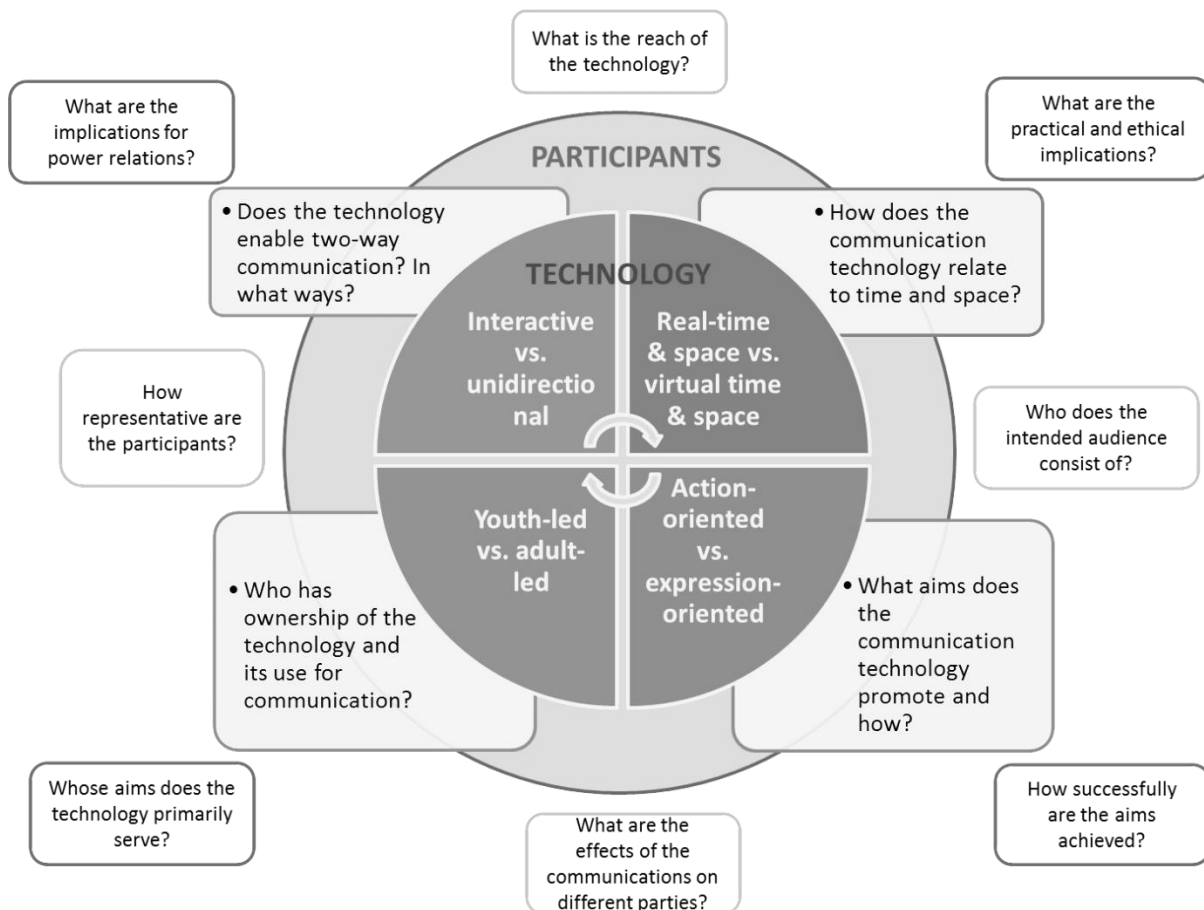 What is the reach of
the technology?
What are the
implications for
power relations?
What are the
practical and ethical
implications?
PARTICIPANTS
• Does the technology
enable two-way
communication? In
what ways?
• How does the
communication
technology relate
to time and space?
TECHNOLOGY
Interactive
vs.
unidirectio
nal
Real-time
& space vs.
virtual time
& space
How
representative are
the participants?
Who does the
intended audience
consist of?
Youth-led
vs. adult-
led
Action-
oriented
vs.
expression-
oriented
• Who has
ownership of the
technology and
its use for
communication?
• What aims does
the
communication
technology
promote and
how?
Whose aims does the
technology primarily
serve?
What are the
effects of the
communications on
different parties?
How successfully
are the aims
achieved?